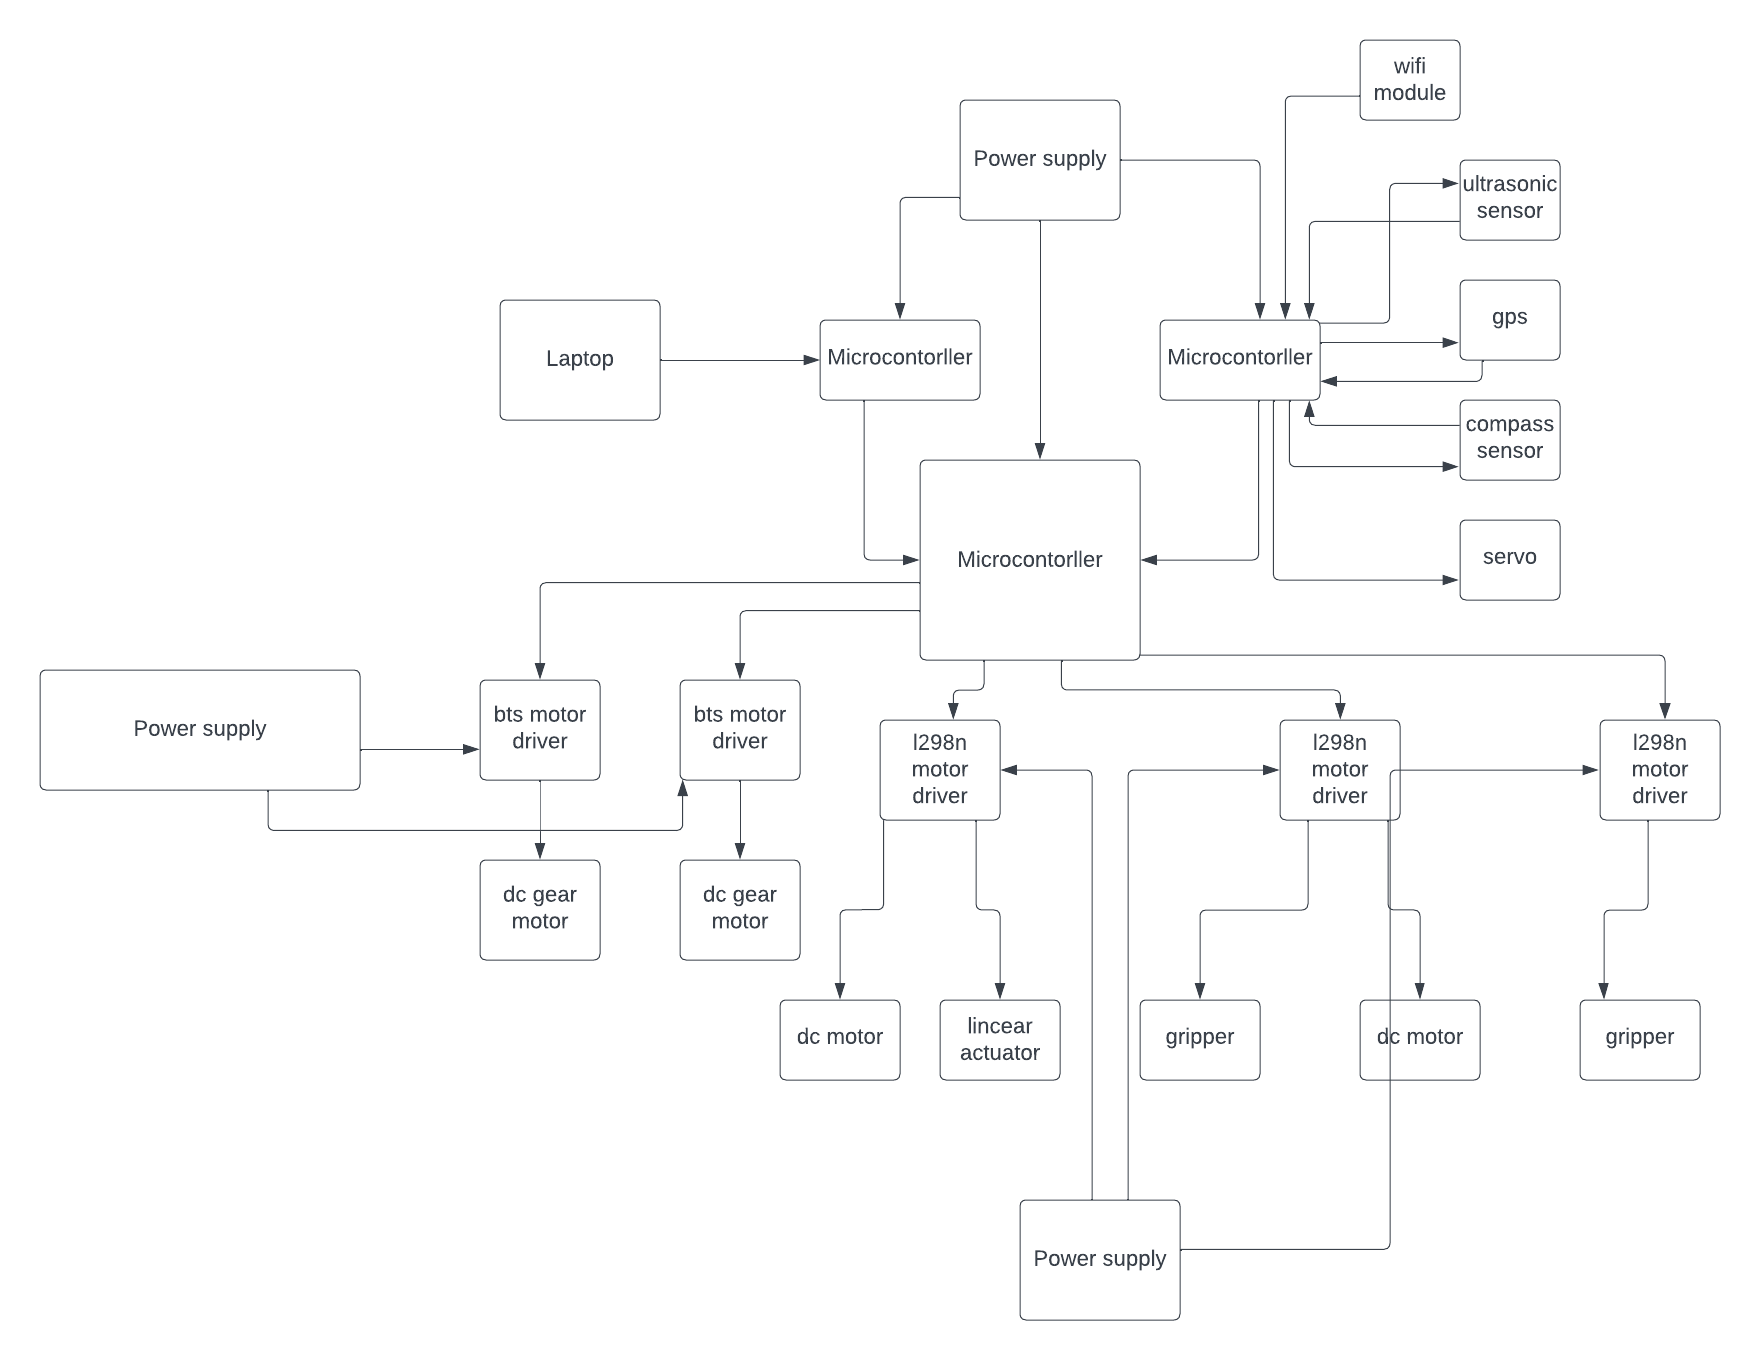 wifi
module
Power supply
ultrasonic
sensor
gps
Laptop
Microcontorller
Microcontorller
compass
sensor
Microcontorller
servo
Power supply
bts motor
driver
bts motor
driver
l298n
motor
driver
l298n
motor
driver
l298n
motor
driver
dc gear
motor
dc gear
motor
dc motor
lincear
actuator
gripper
dc motor
gripper
Power supply